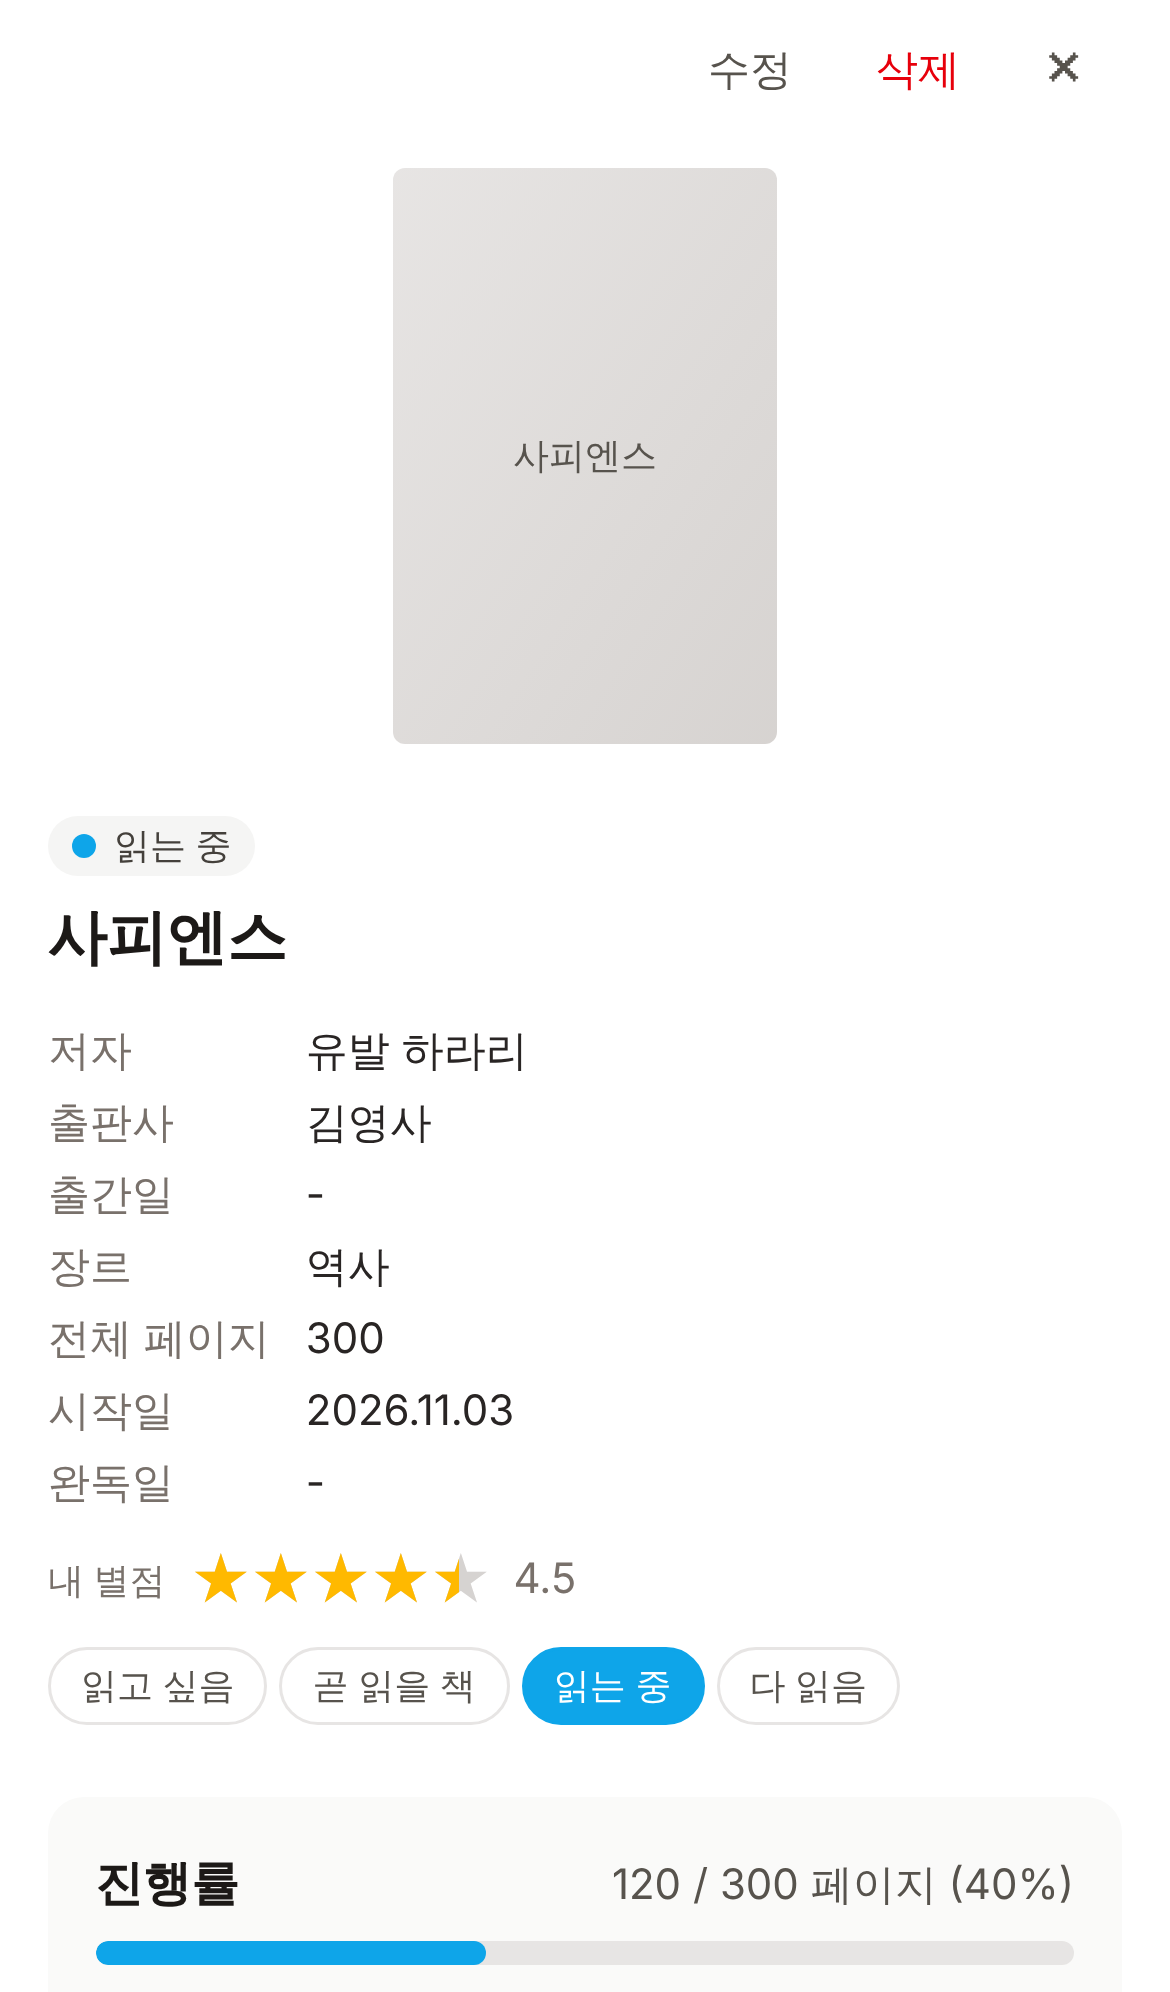 수정 삭제 ✕
사피엔스
읽는 중
사피엔스
저자 유발 하라리
출판사 김영사
출간일 -
장르 역사
전체 페이지 300
시작일 2026.11.03
완독일 -
내 별점 ★★★★★ 4.5
읽고 싶음 곧 읽을 책 읽는 중 다 읽음
진행률 120 / 300 페이지 (40%)